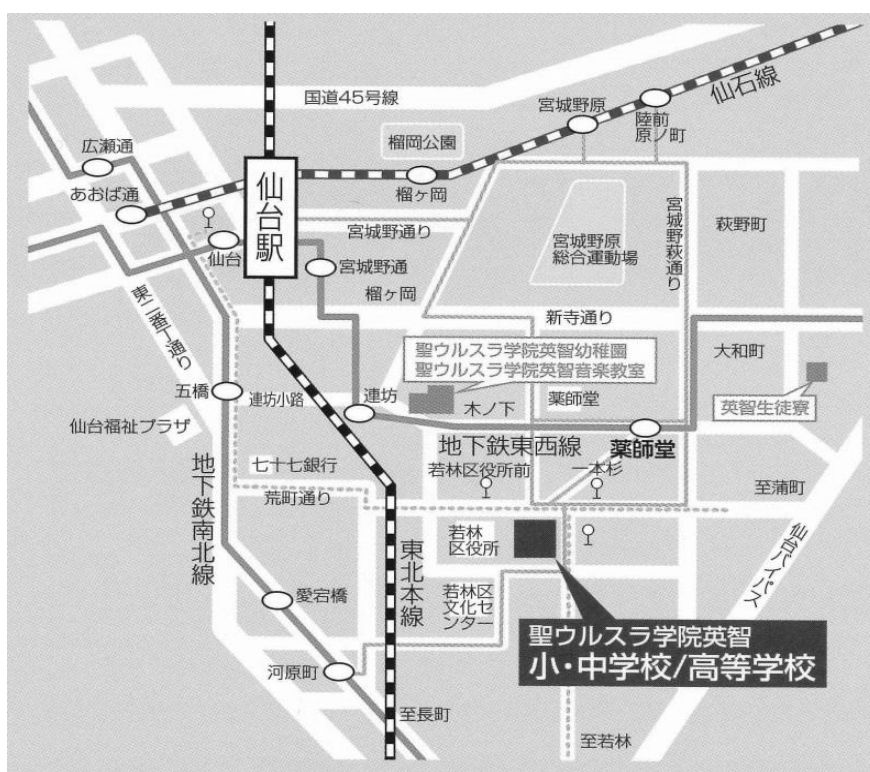 国道45号線
仙石線
宮城野原
陸前
原ノ町
広瀬通
榴岡公園
あおば通
榴ヶ岡
仙台駅
仙台
宮城野通り
宮城野通
宮城野原
総合運動場
宮城野萩通り
萩野町
榴ヶ岡
東二番丁通り
新寺通り
聖ウルスラ学院英智幼稚園
聖ウルスラ学院英智音楽教室
大和町
五橋
連坊小路
連坊
木ノ下
薬師堂
英智生徒寮
仙台福祉プラザ
地下鉄東西線
薬師堂
地下鉄南北線
七十七銀行
若林区役所前
一本杉
至蒲町
荒町通り
仙台バイパス
東北本線
若林
区役所
愛宕橋
若林区
文化セ
ンター
聖ウルスラ学院英智
小・中学校/高等学校
河原町
至長町
至若林